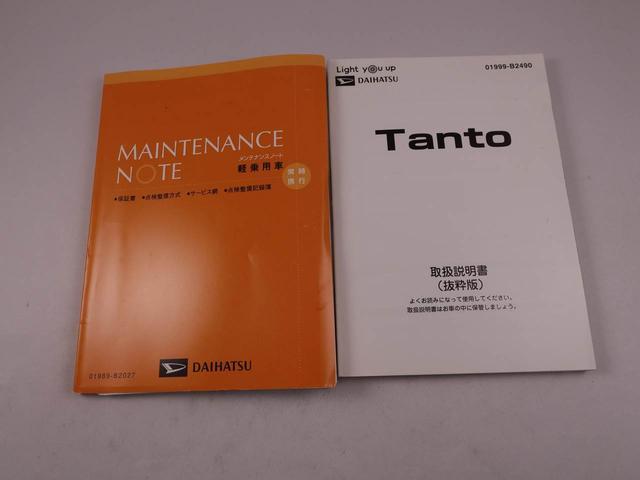 MAINTENANCE
NOTE
メンテナンスノート
軽乗用車
常時
携行
●保証書 ●点検整備方式 ●サービス網 ●点検整備記録簿
DAIHATSU
01989-B2027
Light you up
DAIHATSU
01999-B2490
Tanto
取扱説明書
(抜粋版)
よくお読みになって使用してください。
取扱説明書はお車の中に保管しましょう。